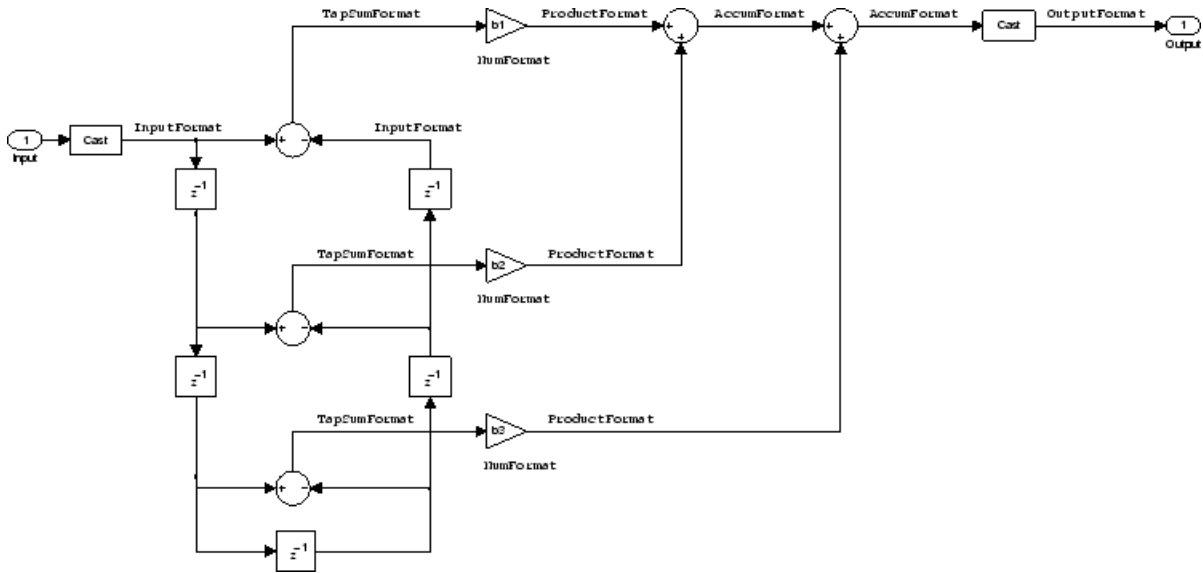 TapSumFormat
b1
ProductFormat
AccumFormat
AccumFormat
Cast
OutputFormat
1
Output
NumFormat
+
+
+
+
1
Input
Cast
InputFormat
+
−
InputFormat
z⁻¹
z⁻¹
TapSumFormat
b2
ProductFormat
NumFormat
+
−
z⁻¹
z⁻¹
TapSumFormat
b3
ProductFormat
NumFormat
+
−
z⁻¹